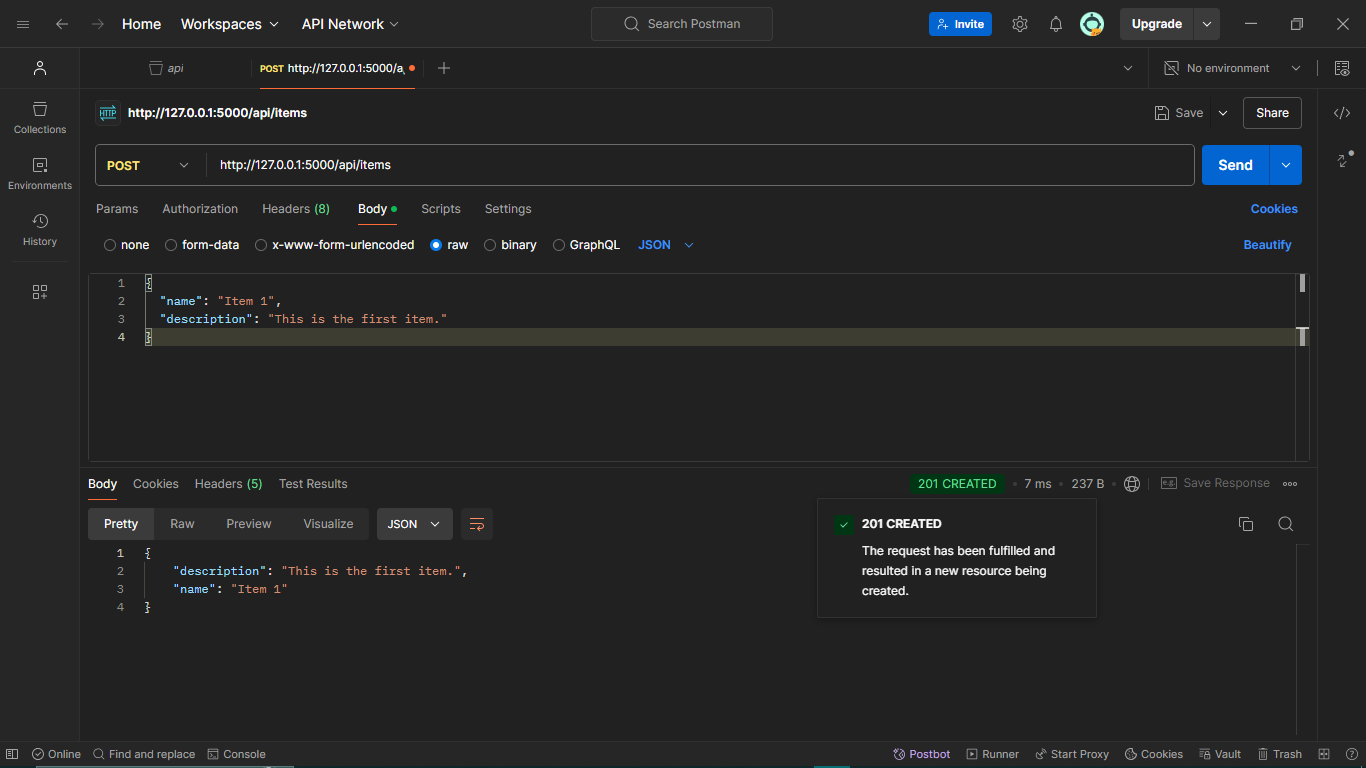 Home Workspaces API Network Search Postman Invite Upgrade
api POST http://127.0.0.1:5000/a No environment
HTTP http://127.0.0.1:5000/api/items Save Share
Collections
Environments
History
POST http://127.0.0.1:5000/api/items Send
Params Authorization Headers (8) Body Scripts Settings Cookies
none form-data x-www-form-urlencoded raw binary GraphQL JSON Beautify
1 {
2 "name": "Item 1",
3 "description": "This is the first item."
4 }
Body Cookies Headers (5) Test Results 201 CREATED 7 ms 237 B e.g. Save Response
Pretty Raw Preview Visualize JSON
201 CREATED
The request has been fulfilled and
resulted in a new resource being
created.
1 {
2 "description": "This is the first item.",
3 "name": "Item 1"
4 }
Online Find and replace Console Postbot Runner Start Proxy Cookies Vault Trash